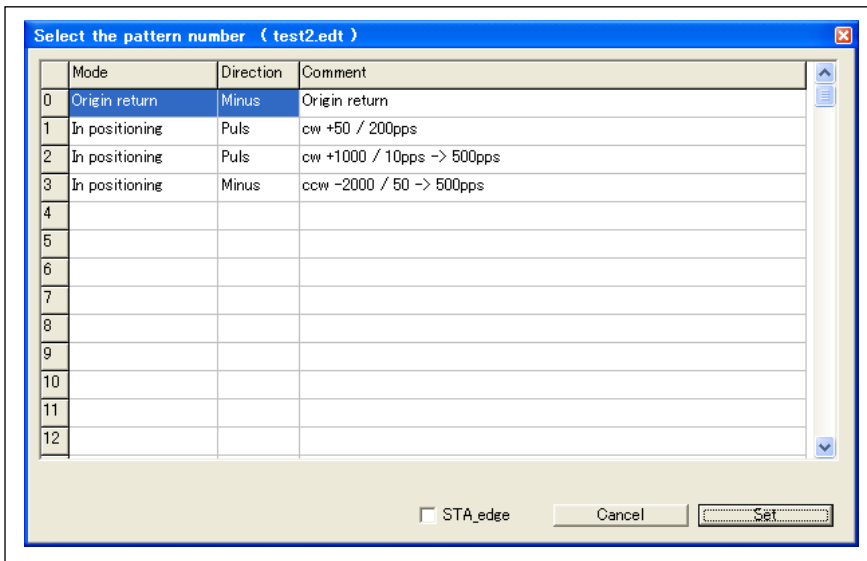 Select the pattern number ( test2.edt )
Mode Direction Comment
0 Origin return Minus Origin return
1 In positioning Puls cw +50 / 200pps
2 In positioning Puls cw +1000 / 10pps -> 500pps
3 In positioning Minus ccw -2000 / 50 -> 500pps
4
5
6
7
8
9
10
11
12
STA_edge Cancel Set